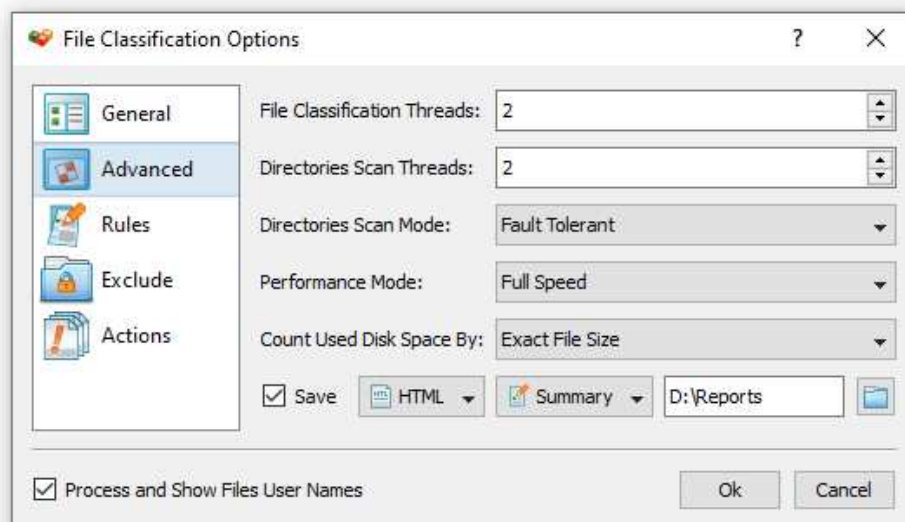 File Classification Options ?
General
Advanced
Rules
Exclude
Actions
File Classification Threads: 2
Directories Scan Threads: 2
Directories Scan Mode: Fault Tolerant
Performance Mode: Full Speed
Count Used Disk Space By: Exact File Size
Save HTML Summary D:\Reports
Process and Show Files User Names Ok Cancel